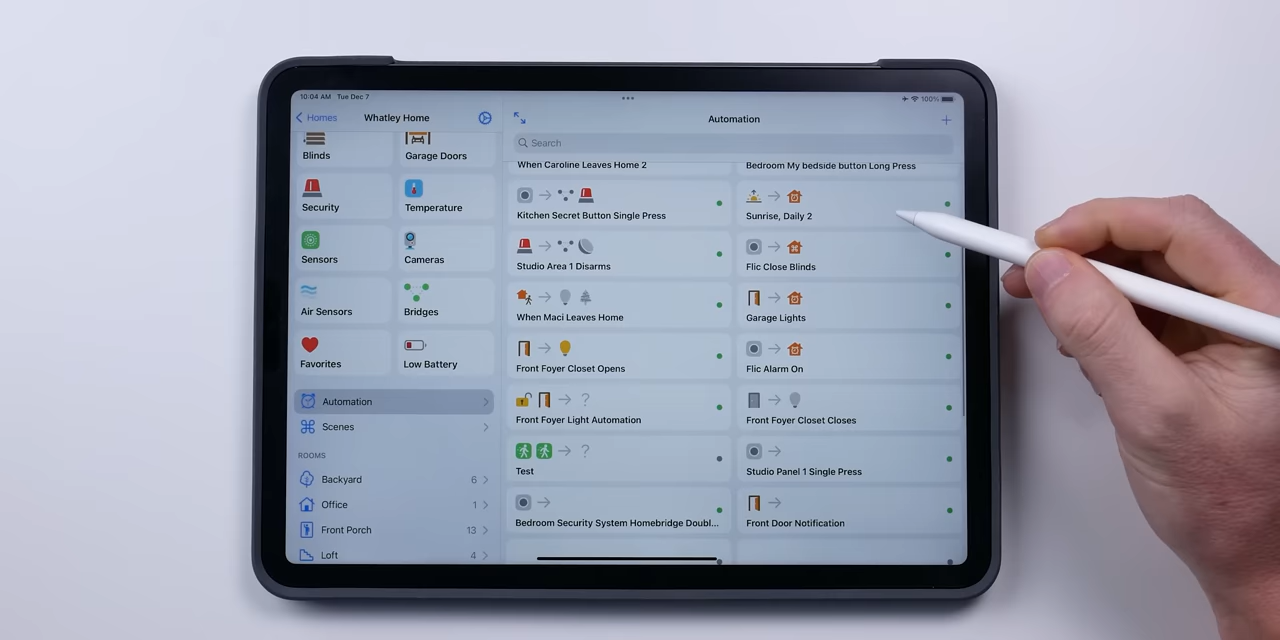 10:04 AM Tue Dec 7
100%
Homes
Whatley Home
Blinds
Garage Doors
Security
Temperature
Sensors
Cameras
Air Sensors
Bridges
Favorites
Low Battery
Automation
Scenes
ROOMS
Backyard 6
Office 1
Front Porch 13
Loft 4
Automation
Search
When Caroline Leaves Home 2
Bedroom My bedside button Long Press
Kitchen Secret Button Single Press
Sunrise, Daily 2
Studio Area 1 Disarms
Flic Close Blinds
When Maci Leaves Home
Garage Lights
Front Foyer Closet Opens
Flic Alarm On
?
Front Foyer Light Automation
Front Foyer Closet Closes
?
Test
Studio Panel 1 Single Press
Bedroom Security System Homebridge Doubl...
Front Door Notification